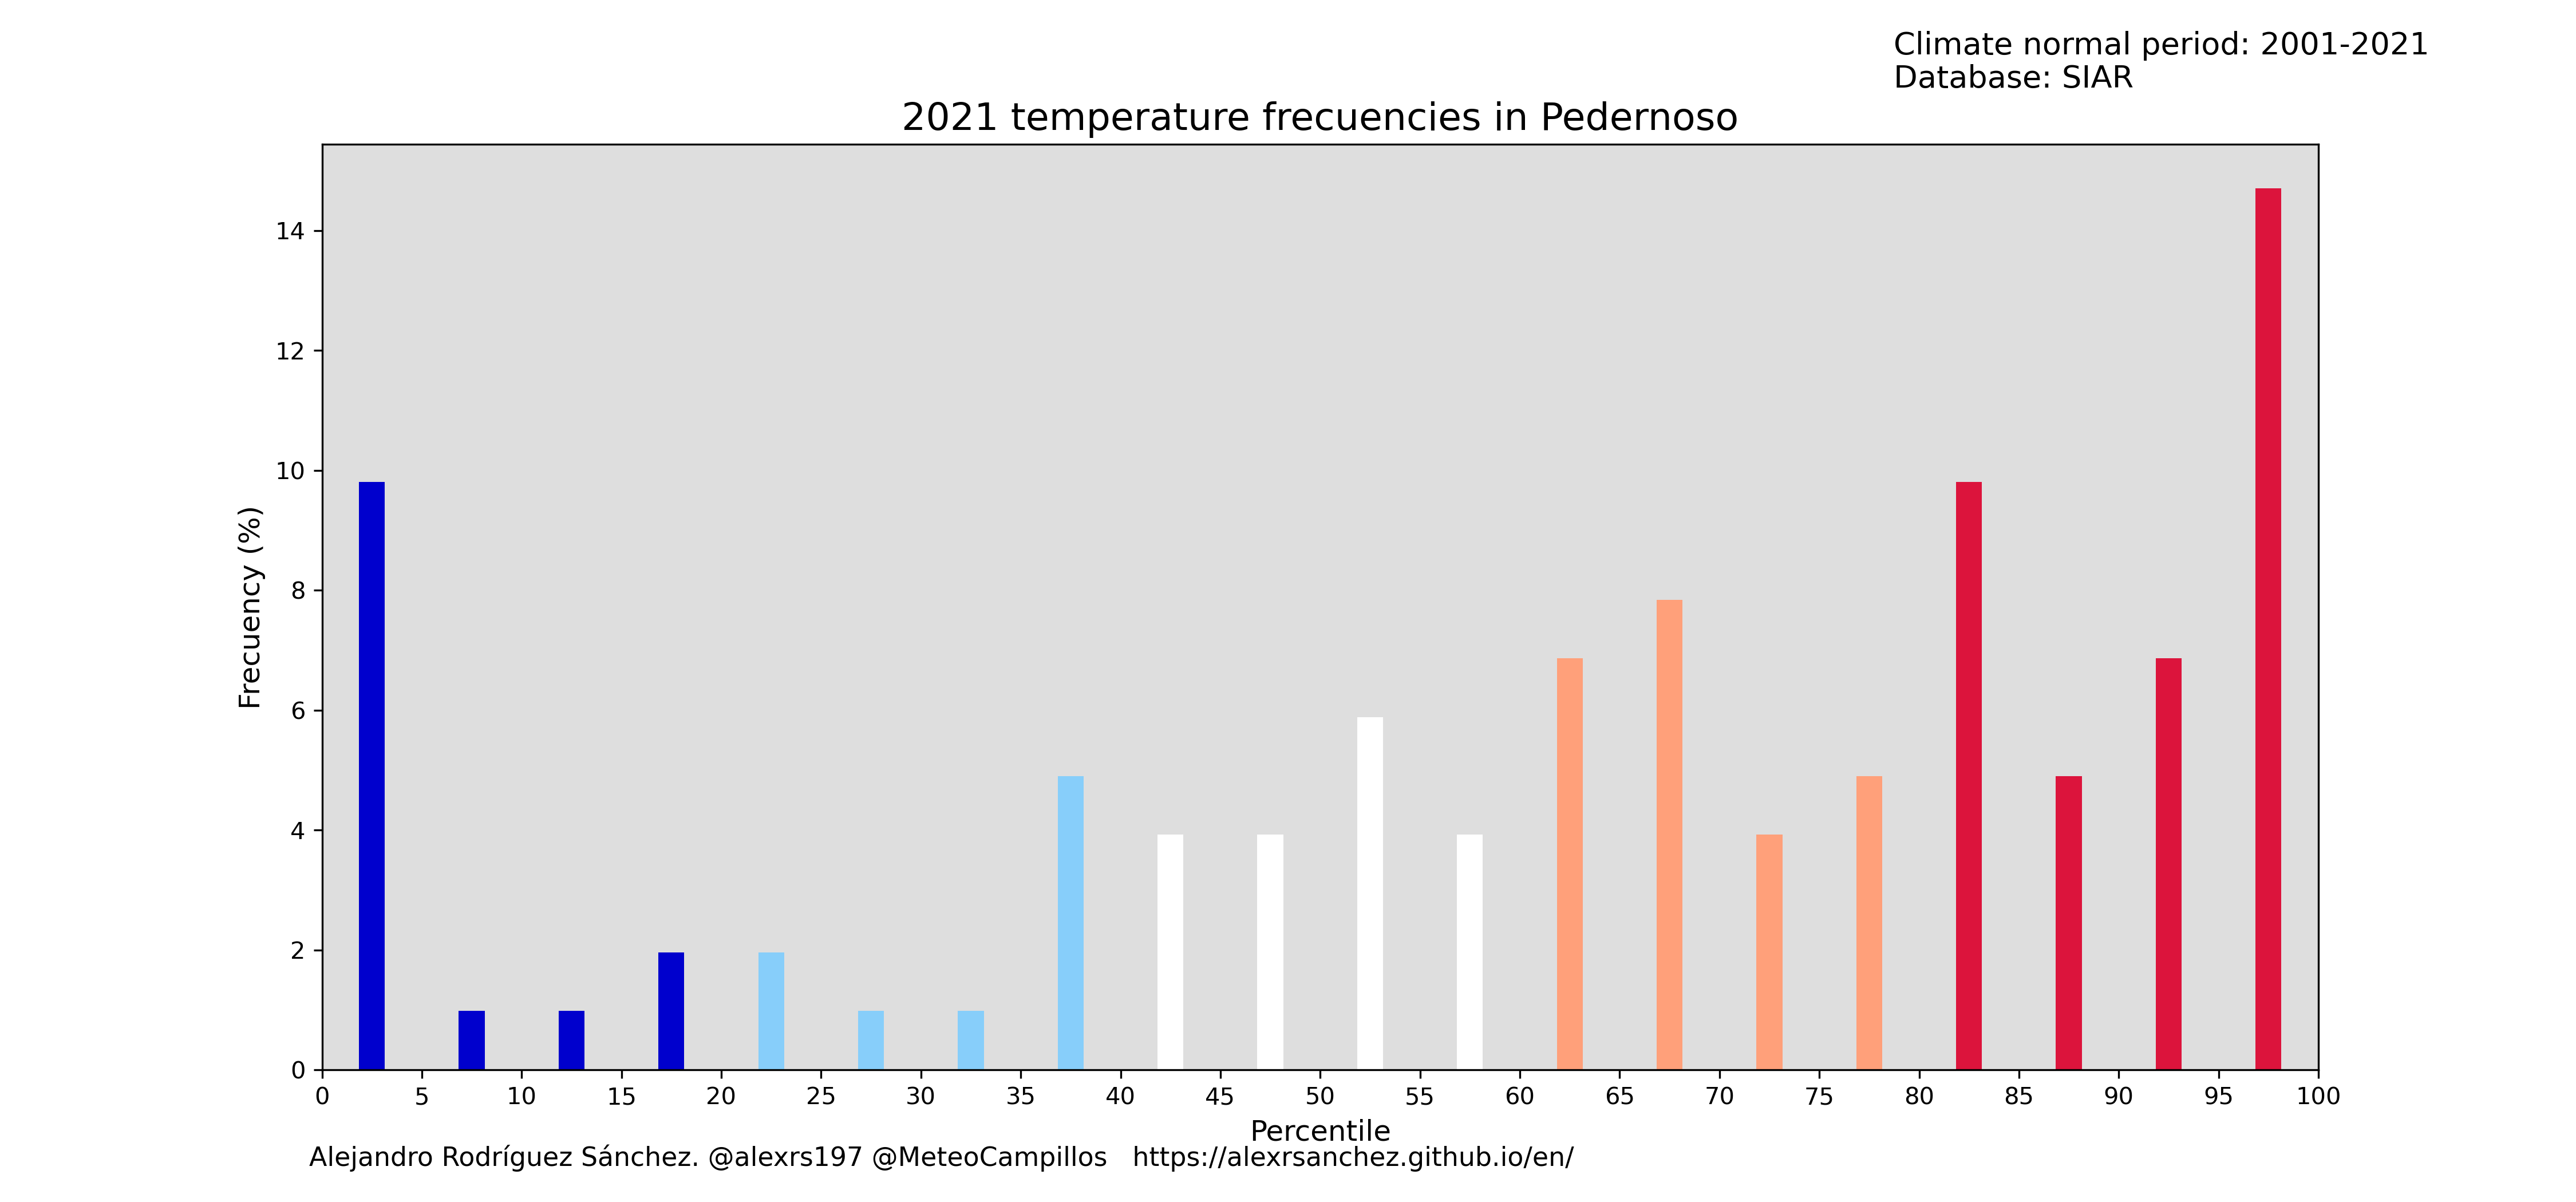 Climate normal period: 2001-2021
Database: SIAR
2021 temperature frecuencies in Pedernoso
14
12
10
8
6
4
2
0
Frecuency (%)
0 5 10 15 20 25 30 35 40 45 50 55 60 65 70 75 80 85 90 95 100
Percentile
Alejandro Rodríguez Sánchez. @alexrs197 @MeteoCampillos https://alexrsanchez.github.io/en/